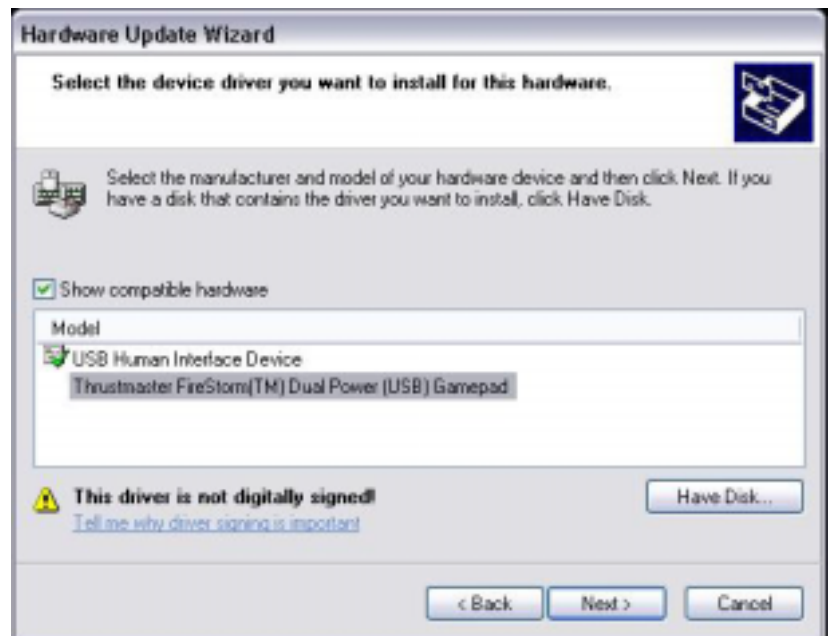 Hardware Update Wizard
Select the device driver you want to install for this hardware.
Select the manufacturer and model of your hardware device and then click Next. If you
have a disk that contains the driver you want to install, click Have Disk.
Show compatible hardware
Model
USB Human Interface Device
Thrustmaster FireStorm(TM) Dual Power (USB) Gamepad
This driver is not digitally signed!
Have Disk...
Tell me why driver signing is important
< Back Next > Cancel